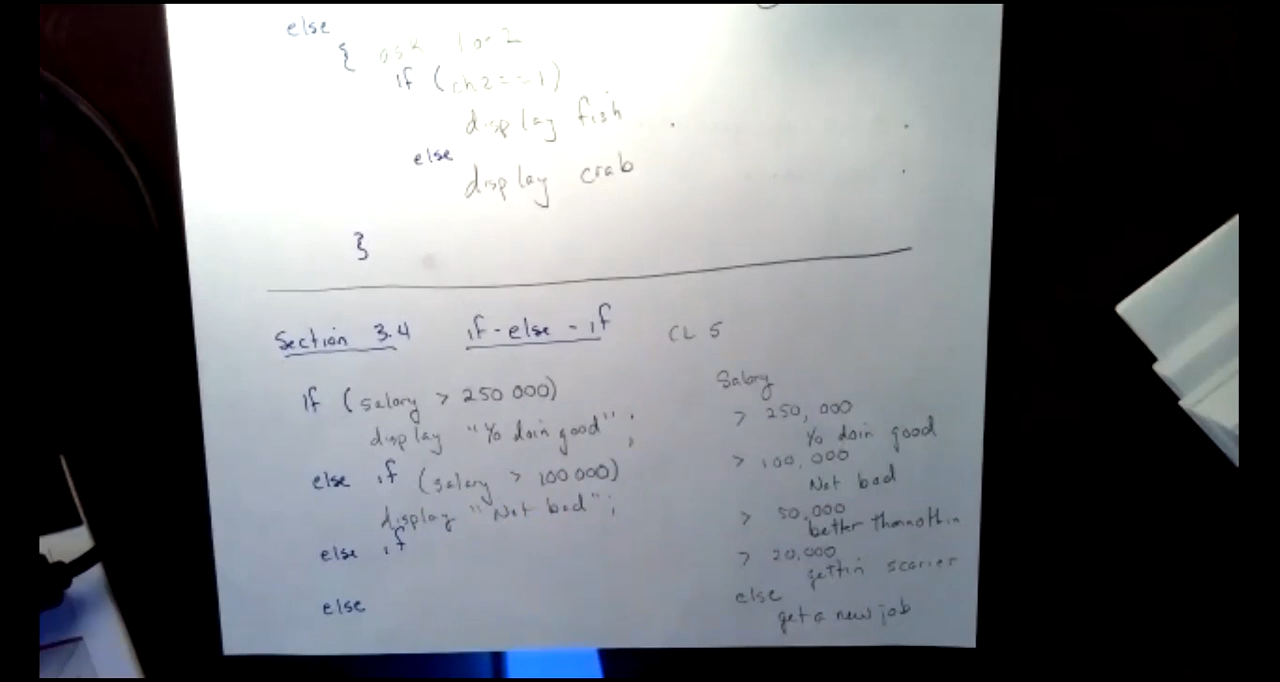 else
{ ask 1 or 2
if (ch2 == 1)
display fish
else
display crab
}
Section 3.4 if-else-if CL 5
if (salary > 250 000)
display "Yo doin good";
else if (salary > 100 000)
display "Not bad";
else if
else
Salary
> 250,000
Yo doin good
> 100,000
Not bad
> 50,000
better than nothin
> 20,000
gettin scarier
else
get a new job